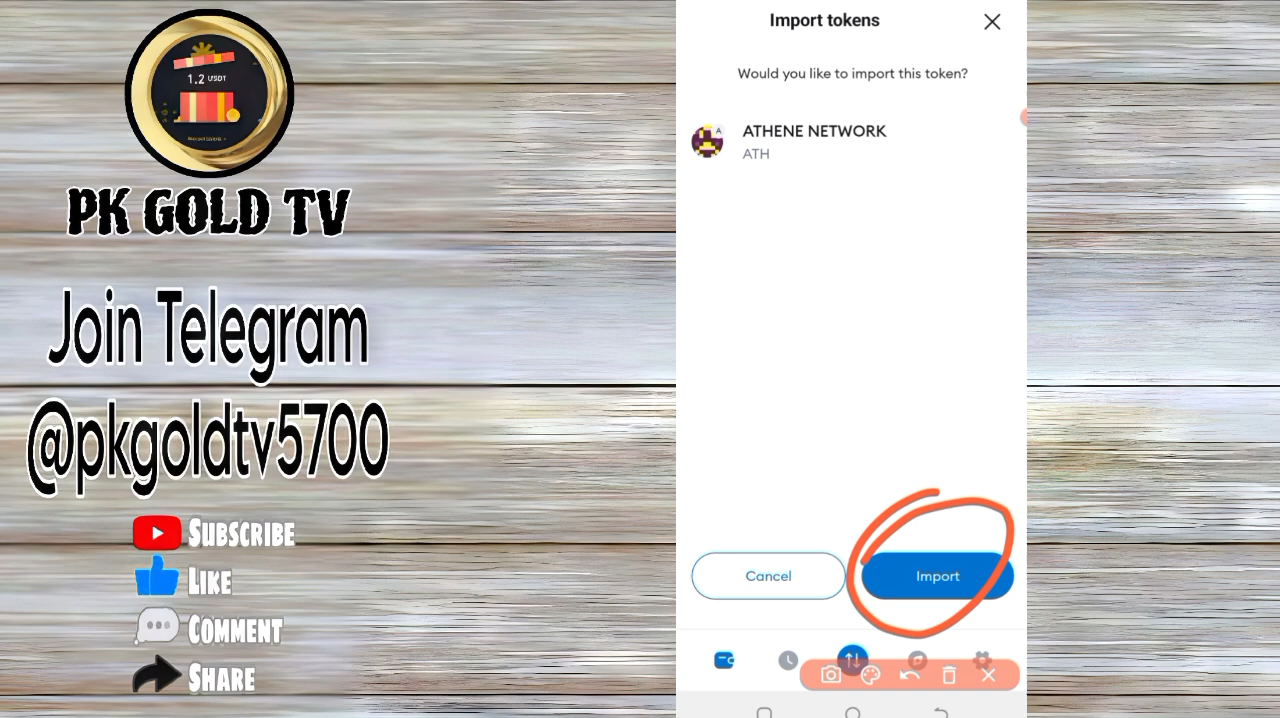 1.2 USDT
PK GOLD TV
Join Telegram
@pkgoldtv5700
SUBSCRIBE
LIKE
COMMENT
SHARE
Import tokens
Would you like to import this token?
A
ATHENE NETWORK
ATH
Cancel
Import